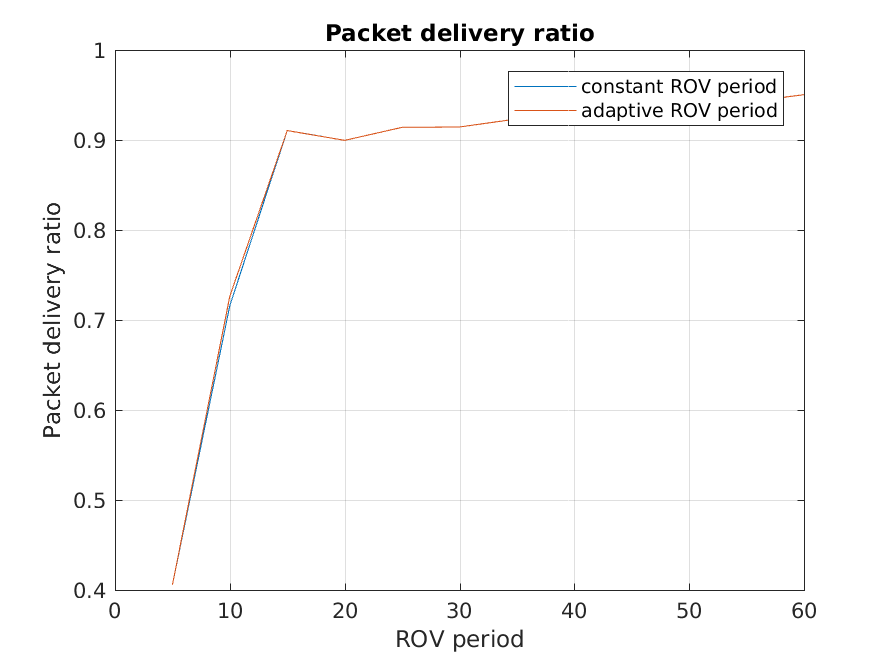 Packet delivery ratio
1
0.9
0.8
0.7
0.6
0.5
0.4
Packet delivery ratio
constant ROV period
adaptive ROV period
0 10 20 30 40 50 60
ROV period